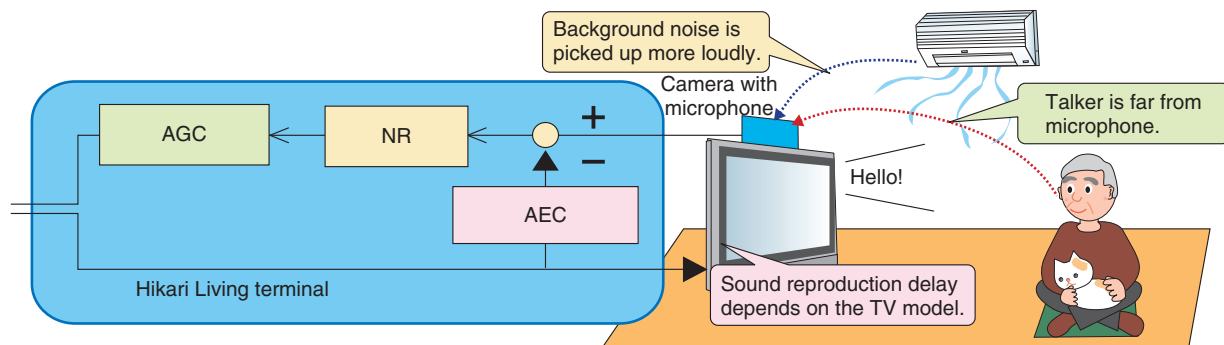 Background noise is
picked up more loudly.
Camera with
microphone
Talker is far from
microphone.
AGC
NR
+
−
AEC
Hello!
Hikari Living terminal
Sound reproduction delay
depends on the TV model.